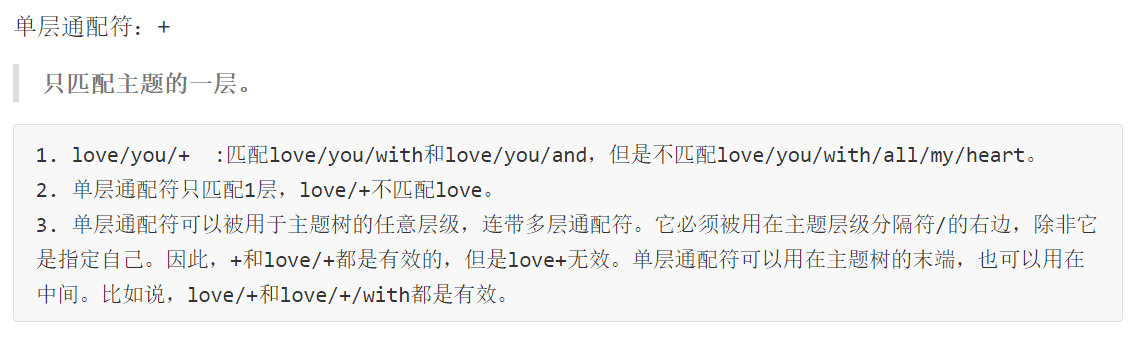 单层通配符：+
只匹配主题的一层。
1. love/you/+  :匹配love/you/with和love/you/and，但是不匹配love/you/with/all/my/heart。
2. 单层通配符只匹配1层，love/+不匹配love。
3. 单层通配符可以被用于主题树的任意层级，连带多层通配符。它必须被用在主题层级分隔符/的右边，除非它
是指定自己。因此，+和love/+都是有效的，但是love+无效。单层通配符可以用在主题树的末端，也可以用在
中间。比如说，love/+和love/+/with都是有效。